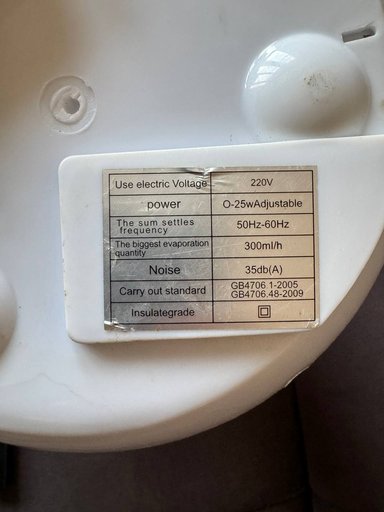 Use electric Voltage 220V
power O-25wAdjustable
The sum settles
frequency 50Hz-60Hz
The biggest evaporation
quantity 300ml/h
Noise 35db(A)
Carry out standard GB4706.1-2005
GB4706.48-2009
Insulategrade